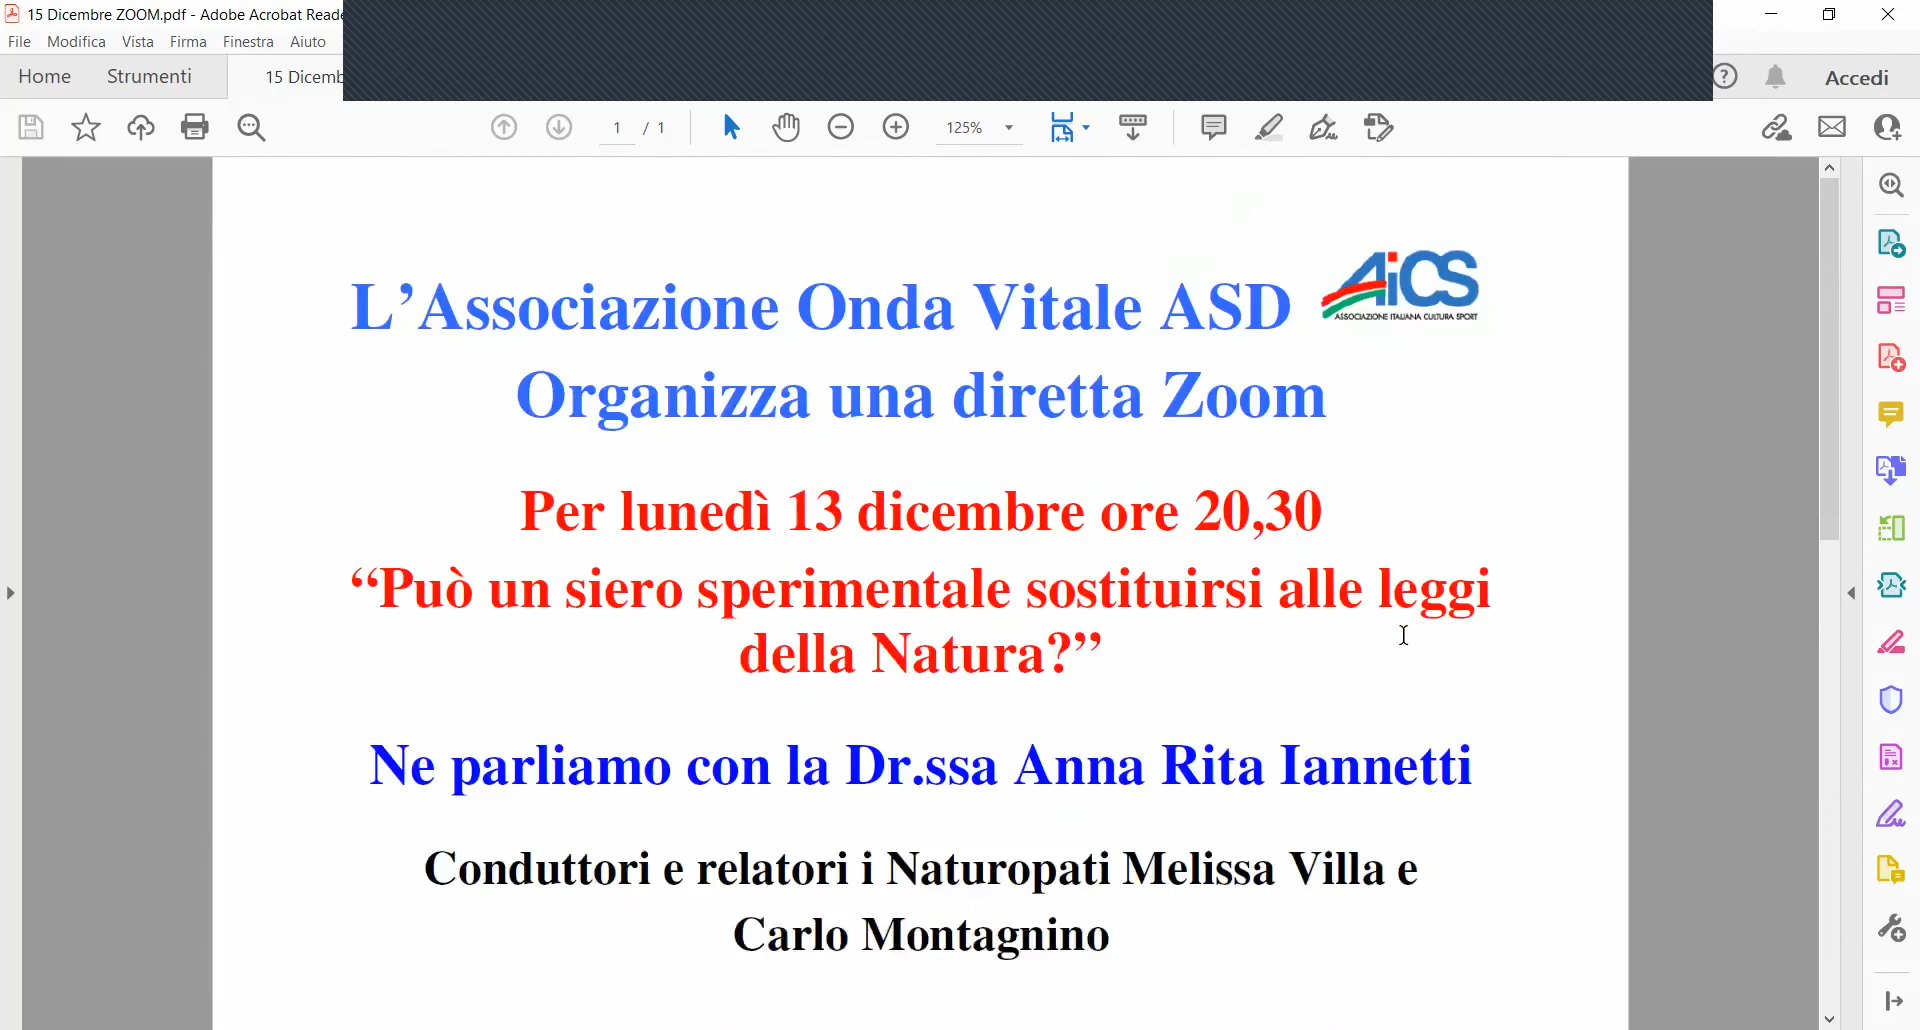 15 Dicembre ZOOM.pdf - Adobe Acrobat Reade
File Modifica Vista Firma Finestra Aiuto
Home Strumenti 15 Dicemb
? Accedi
1 / 1 125%
L’Associazione Onda Vitale ASD
AiCS
ASSOCIAZIONE ITALIANA CULTURA SPORT
Organizza una diretta Zoom
Per lunedì 13 dicembre ore 20,30
“Può un siero sperimentale sostituirsi alle leggi
della Natura?”
Ne parliamo con la Dr.ssa Anna Rita Iannetti
Conduttori e relatori i Naturopati Melissa Villa e
Carlo Montagnino